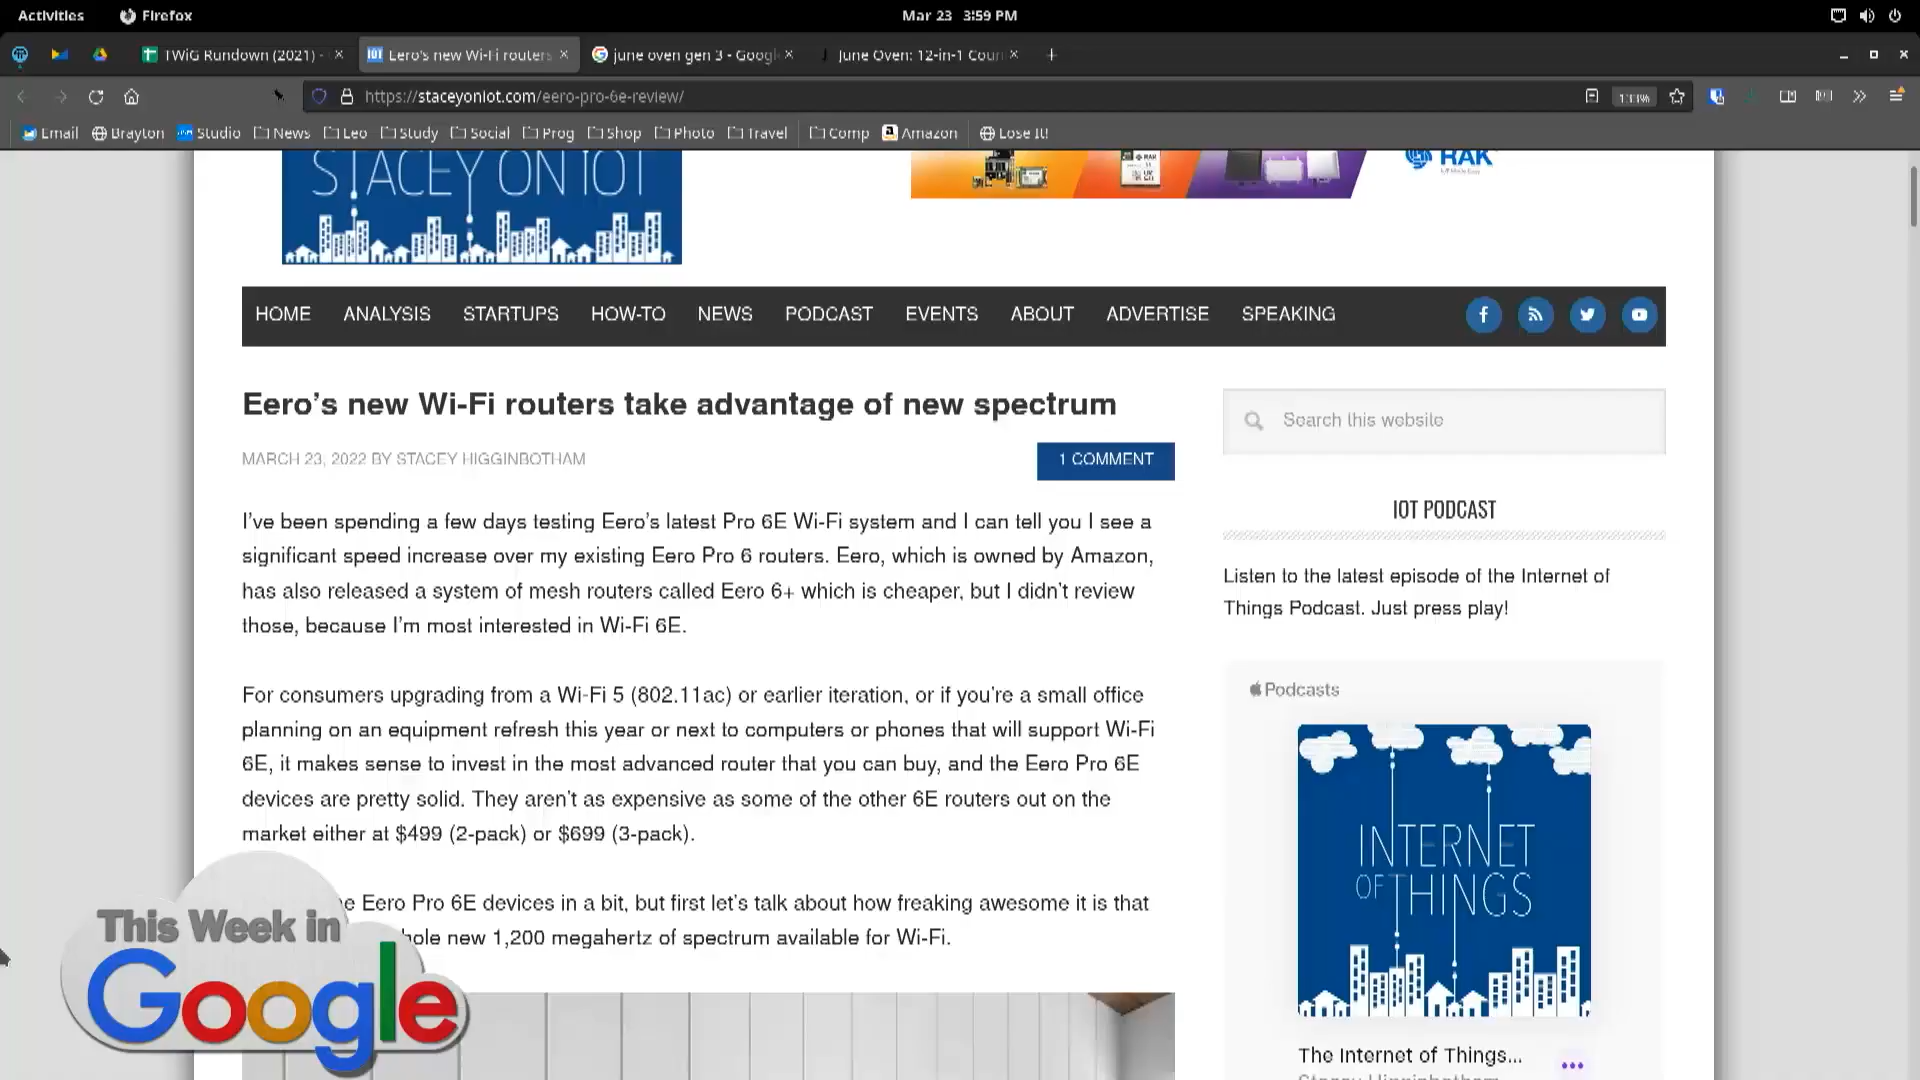 Activities Firefox Mar 23 3:59 PM
TWiG Rundown (2021) - Eero's new Wi-Fi routers june oven gen 3 - Googl June Oven: 12-in-1 Coun
https://staceyoniot.com/eero-pro-6e-review/ 133%
Email Brayton Studio News Leo Study Social Prog Shop Photo Travel Comp Amazon Lose It!
STACEY ON IOT
RAK
HOME ANALYSIS STARTUPS HOW-TO NEWS PODCAST EVENTS ABOUT ADVERTISE SPEAKING
Eero's new Wi-Fi routers take advantage of new spectrum
MARCH 23, 2022 BY STACEY HIGGINBOTHAM
1 COMMENT
I've been spending a few days testing Eero's latest Pro 6E Wi-Fi system and I can tell you I see a
significant speed increase over my existing Eero Pro 6 routers. Eero, which is owned by Amazon,
has also released a system of mesh routers called Eero 6+ which is cheaper, but I didn't review
those, because I'm most interested in Wi-Fi 6E.
For consumers upgrading from a Wi-Fi 5 (802.11ac) or earlier iteration, or if you're a small office
planning on an equipment refresh this year or next to computers or phones that will support Wi-Fi
6E, it makes sense to invest in the most advanced router that you can buy, and the Eero Pro 6E
devices are pretty solid. They aren't as expensive as some of the other 6E routers out on the
market either at $499 (2-pack) or $699 (3-pack).
Eero Pro 6E devices in a bit, but first let's talk about how freaking awesome it is that
new 1,200 megahertz of spectrum available for Wi-Fi.
Search this website
IOT PODCAST
Listen to the latest episode of the Internet of
Things Podcast. Just press play!
Podcasts
INTERNET
OF THINGS
The Internet of Things...
This Week in
Google